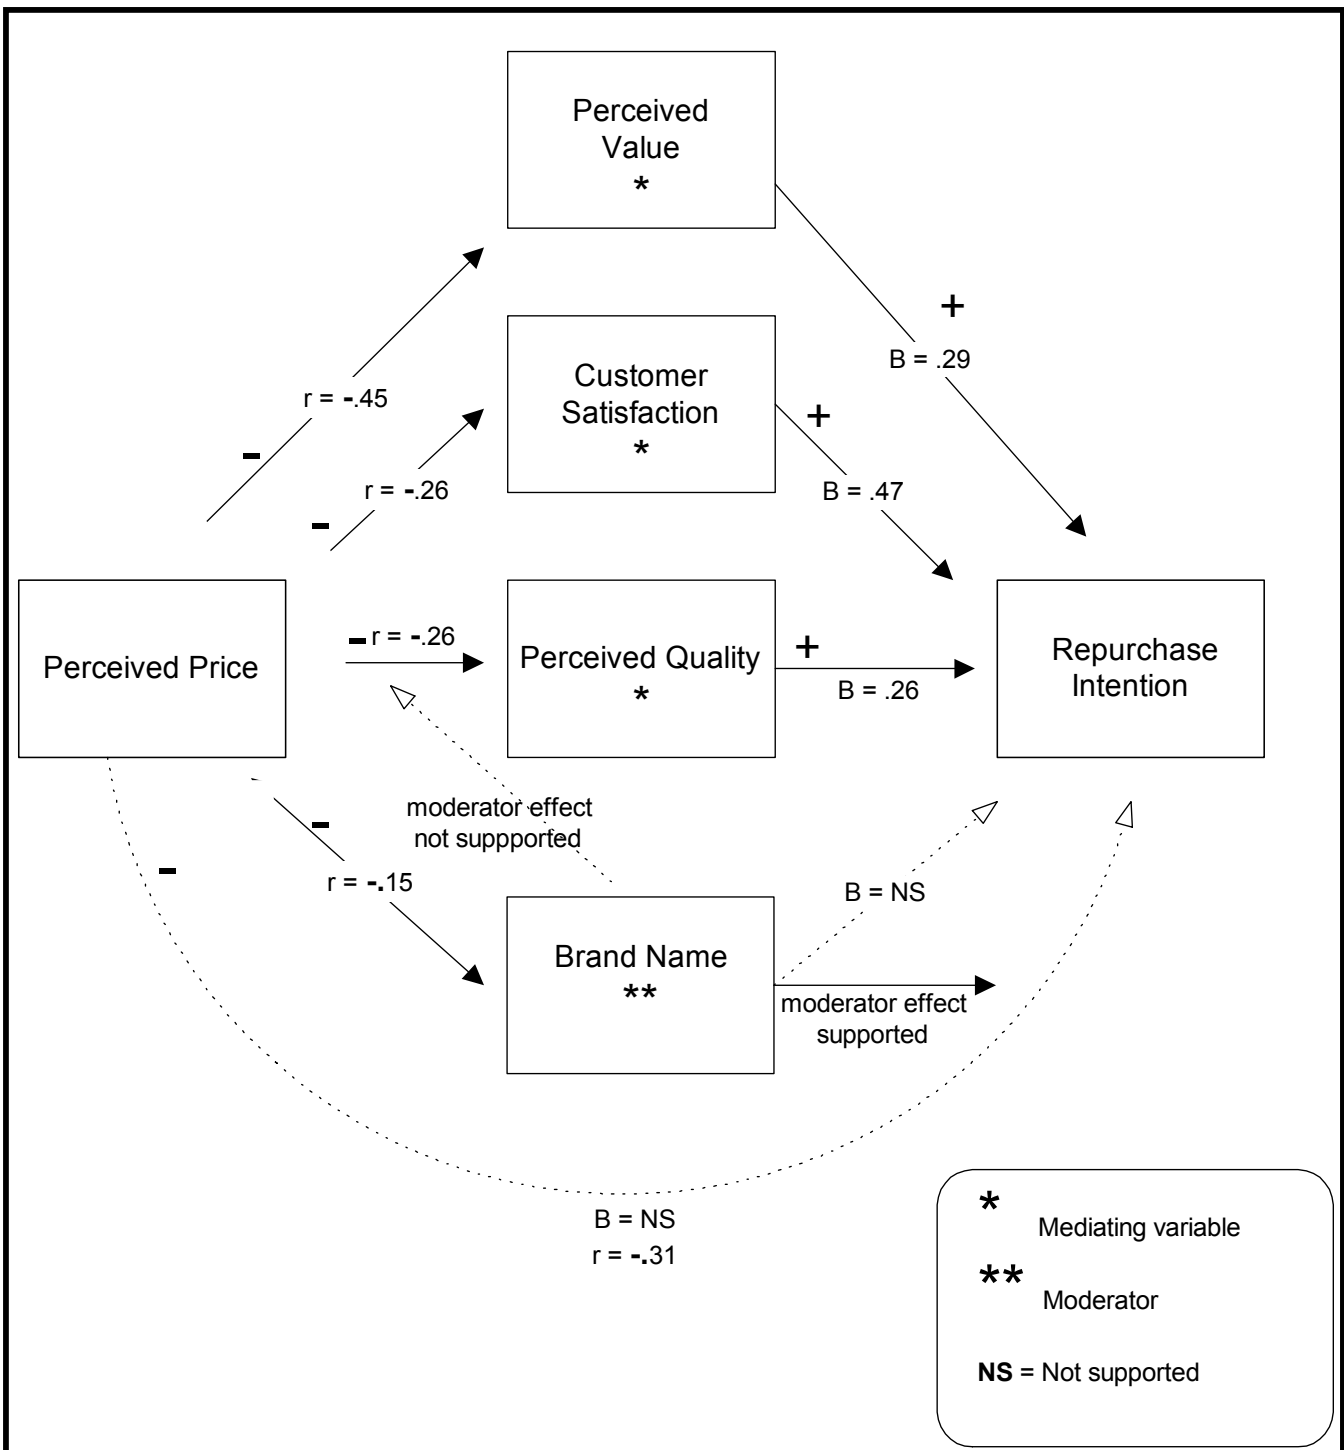 Perceived
Value
*
+
B = .29
r = -.45
-
Customer
Satisfaction
*
+
B = .47
r = -.26
-
Perceived Price
- r = -.26
Perceived Quality
*
+
B = .26
Repurchase
Intention
moderator effect
not suppported
-
r = -.15
-
B = NS
Brand Name
**
moderator effect
supported
B = NS
r = -.31
* Mediating variable
** Moderator
NS = Not supported